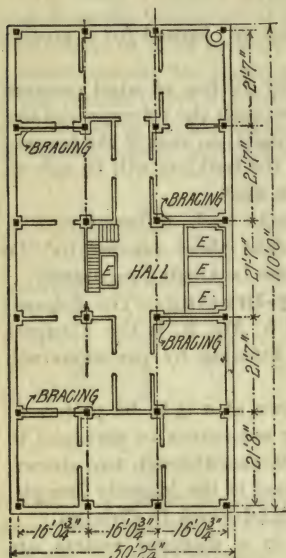 21'-7"
BRACING
21'-7"
BRACING
E
E
E
E
HALL
21'-7"
110'-0"
BRACING
21'-7"
BRACING
21'-8"
16'-0¾"
16'-0¾"
16'-0¾"
50'-2¼"